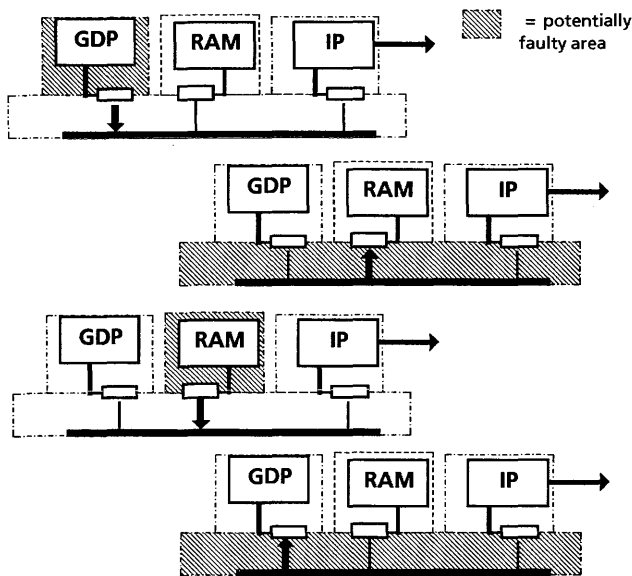 GDP RAM IP = potentially
faulty area
GDP RAM IP
GDP RAM IP
GDP RAM IP